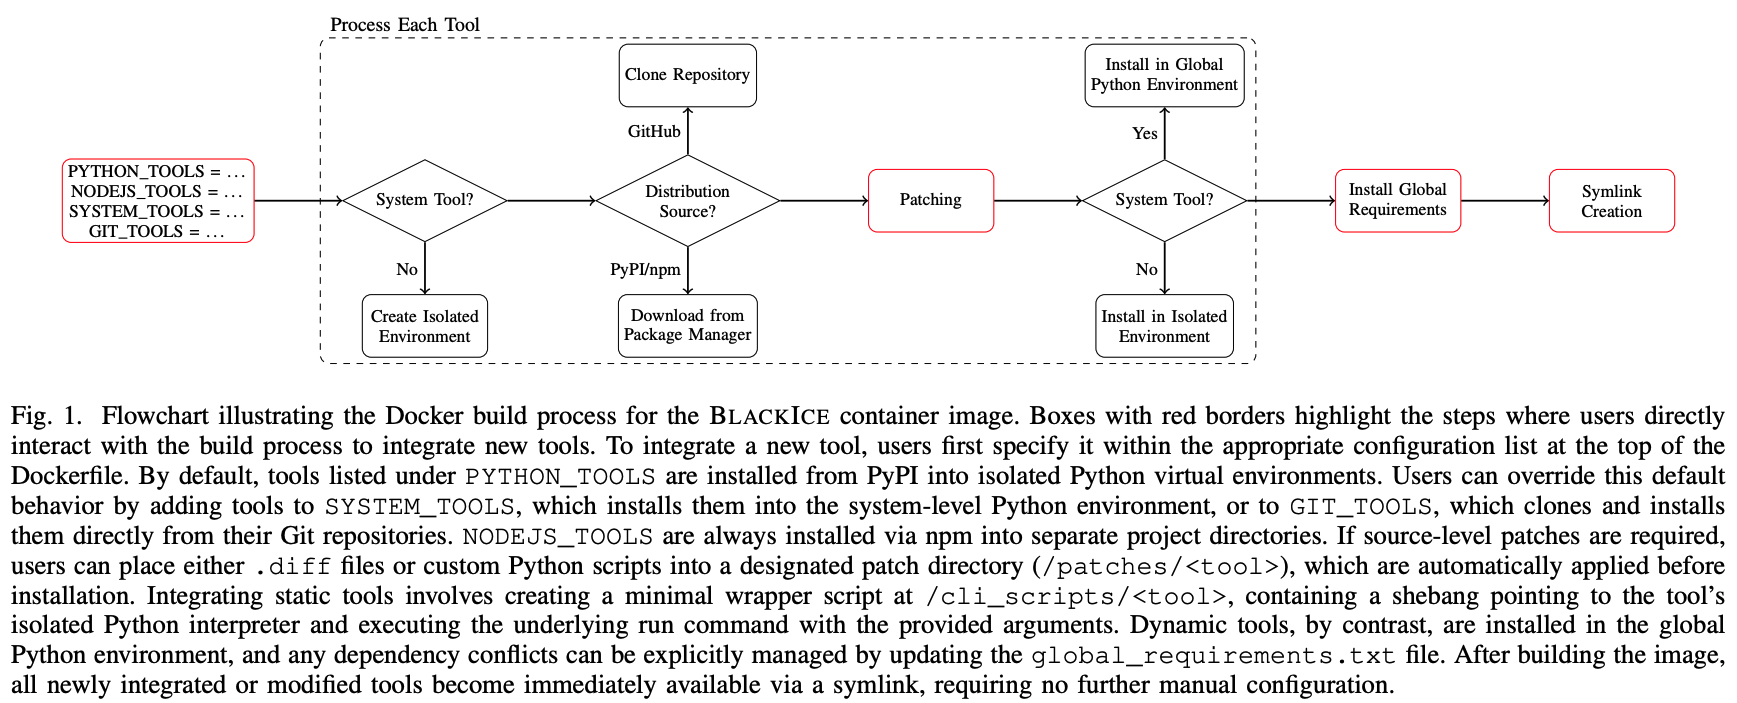 Process Each Tool
Clone Repository
Install in Global
Python Environment
GitHub
Yes
PYTHON_TOOLS = ...
NODEJS_TOOLS = ...
SYSTEM_TOOLS = ...
GIT_TOOLS = ...
System Tool?
Distribution
Source?
Patching
System Tool?
Install Global
Requirements
Symlink
Creation
No
PyPI/npm
No
Create Isolated
Environment
Download from
Package Manager
Install in Isolated
Environment
Fig. 1. Flowchart illustrating the Docker build process for the BLACKICE container image. Boxes with red borders highlight the steps where users directly
interact with the build process to integrate new tools. To integrate a new tool, users first specify it within the appropriate configuration list at the top of the
Dockerfile. By default, tools listed under PYTHON_TOOLS are installed from PyPI into isolated Python virtual environments. Users can override this default
behavior by adding tools to SYSTEM_TOOLS, which installs them into the system-level Python environment, or to GIT_TOOLS, which clones and installs
them directly from their Git repositories. NODEJS_TOOLS are always installed via npm into separate project directories. If source-level patches are required,
users can place either .diff files or custom Python scripts into a designated patch directory (/patches/<tool>), which are automatically applied before
installation. Integrating static tools involves creating a minimal wrapper script at /cli_scripts/<tool>, containing a shebang pointing to the tool's
isolated Python interpreter and executing the underlying run command with the provided arguments. Dynamic tools, by contrast, are installed in the global
Python environment, and any dependency conflicts can be explicitly managed by updating the global_requirements.txt file. After building the image,
all newly integrated or modified tools become immediately available via a symlink, requiring no further manual configuration.